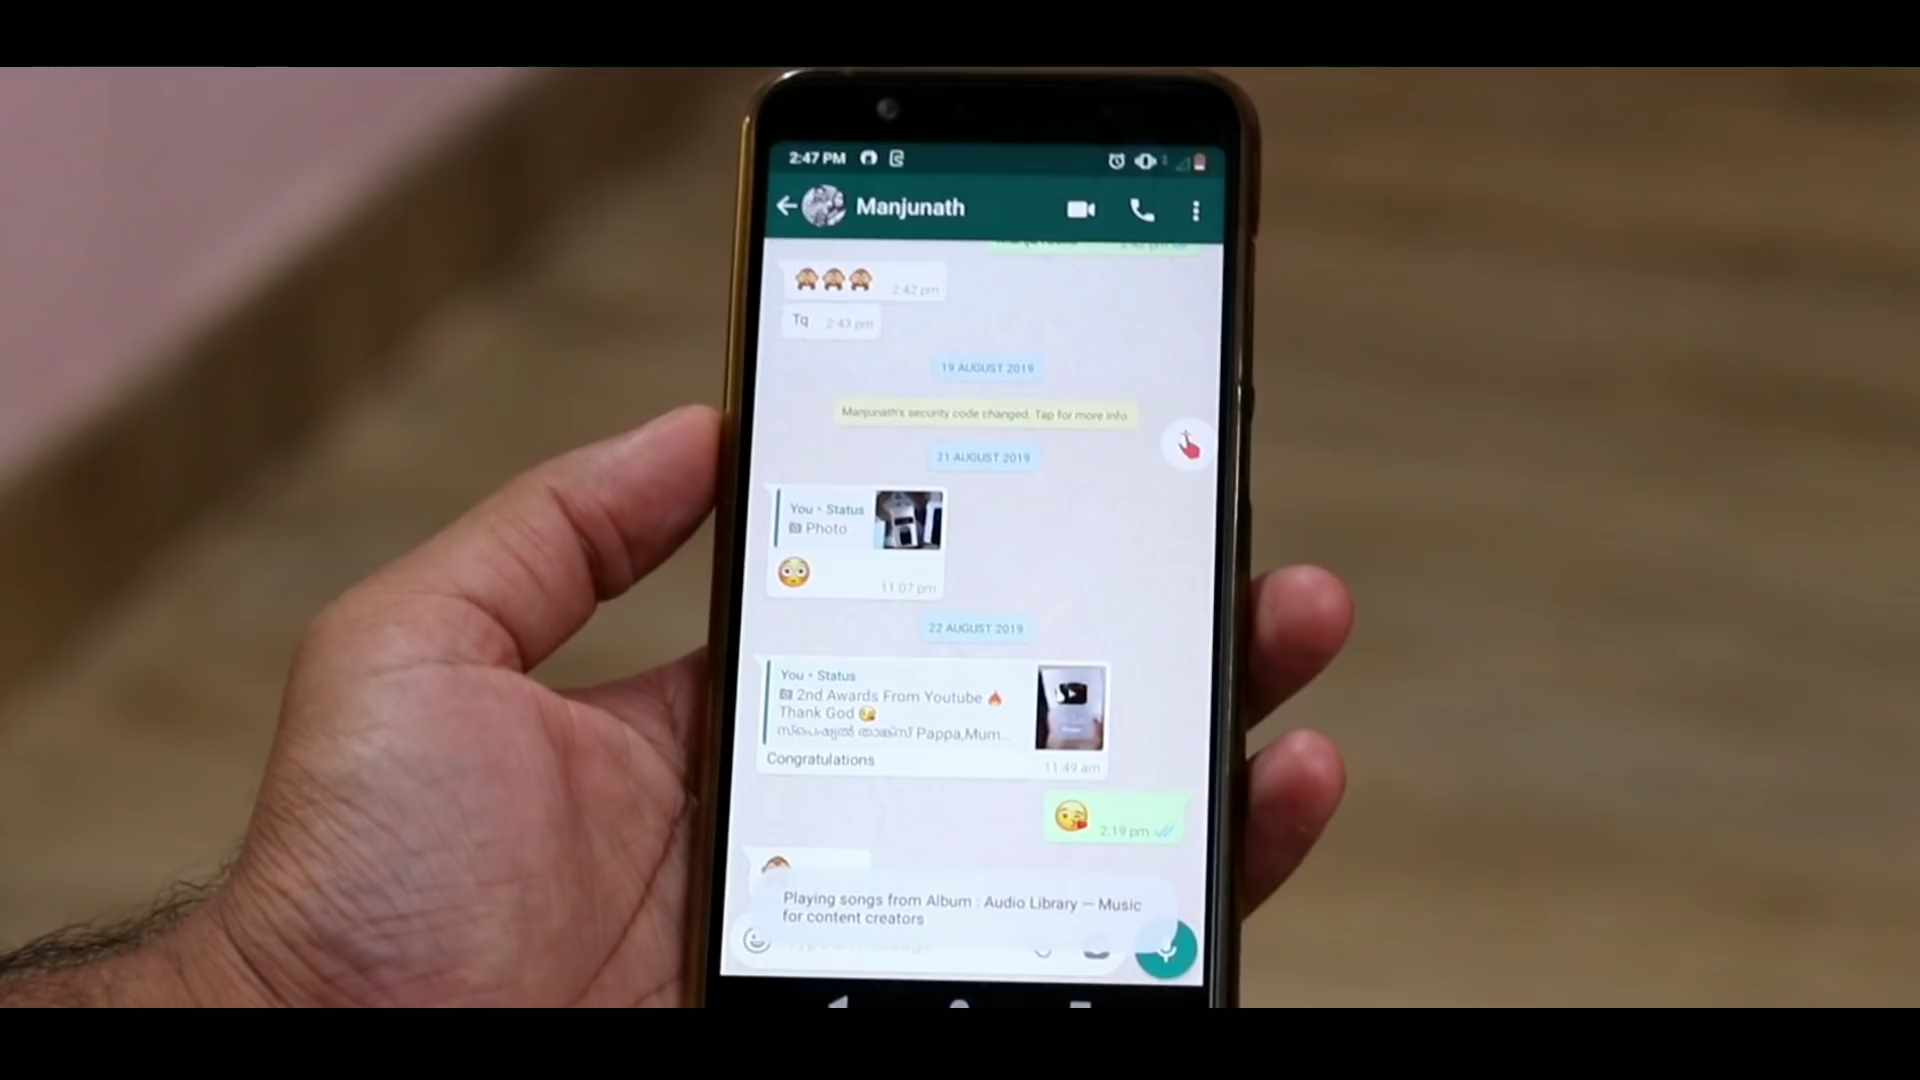 2:47 PM
Manjunath
2:42 pm
Tq 2:43 pm
19 AUGUST 2019
Manjunath's security code changed. Tap for more info
21 AUGUST 2019
You • Status
Photo
11:07 pm
22 AUGUST 2019
You • Status
2nd Awards From Youtube 🔥
Thank God 😘
സ്പെഷ്യൽ താങ്ക്സ് Pappa,Mum...
Congratulations 11:49 am
2:19 pm
Playing songs from Album : Audio Library — Music
for content creators